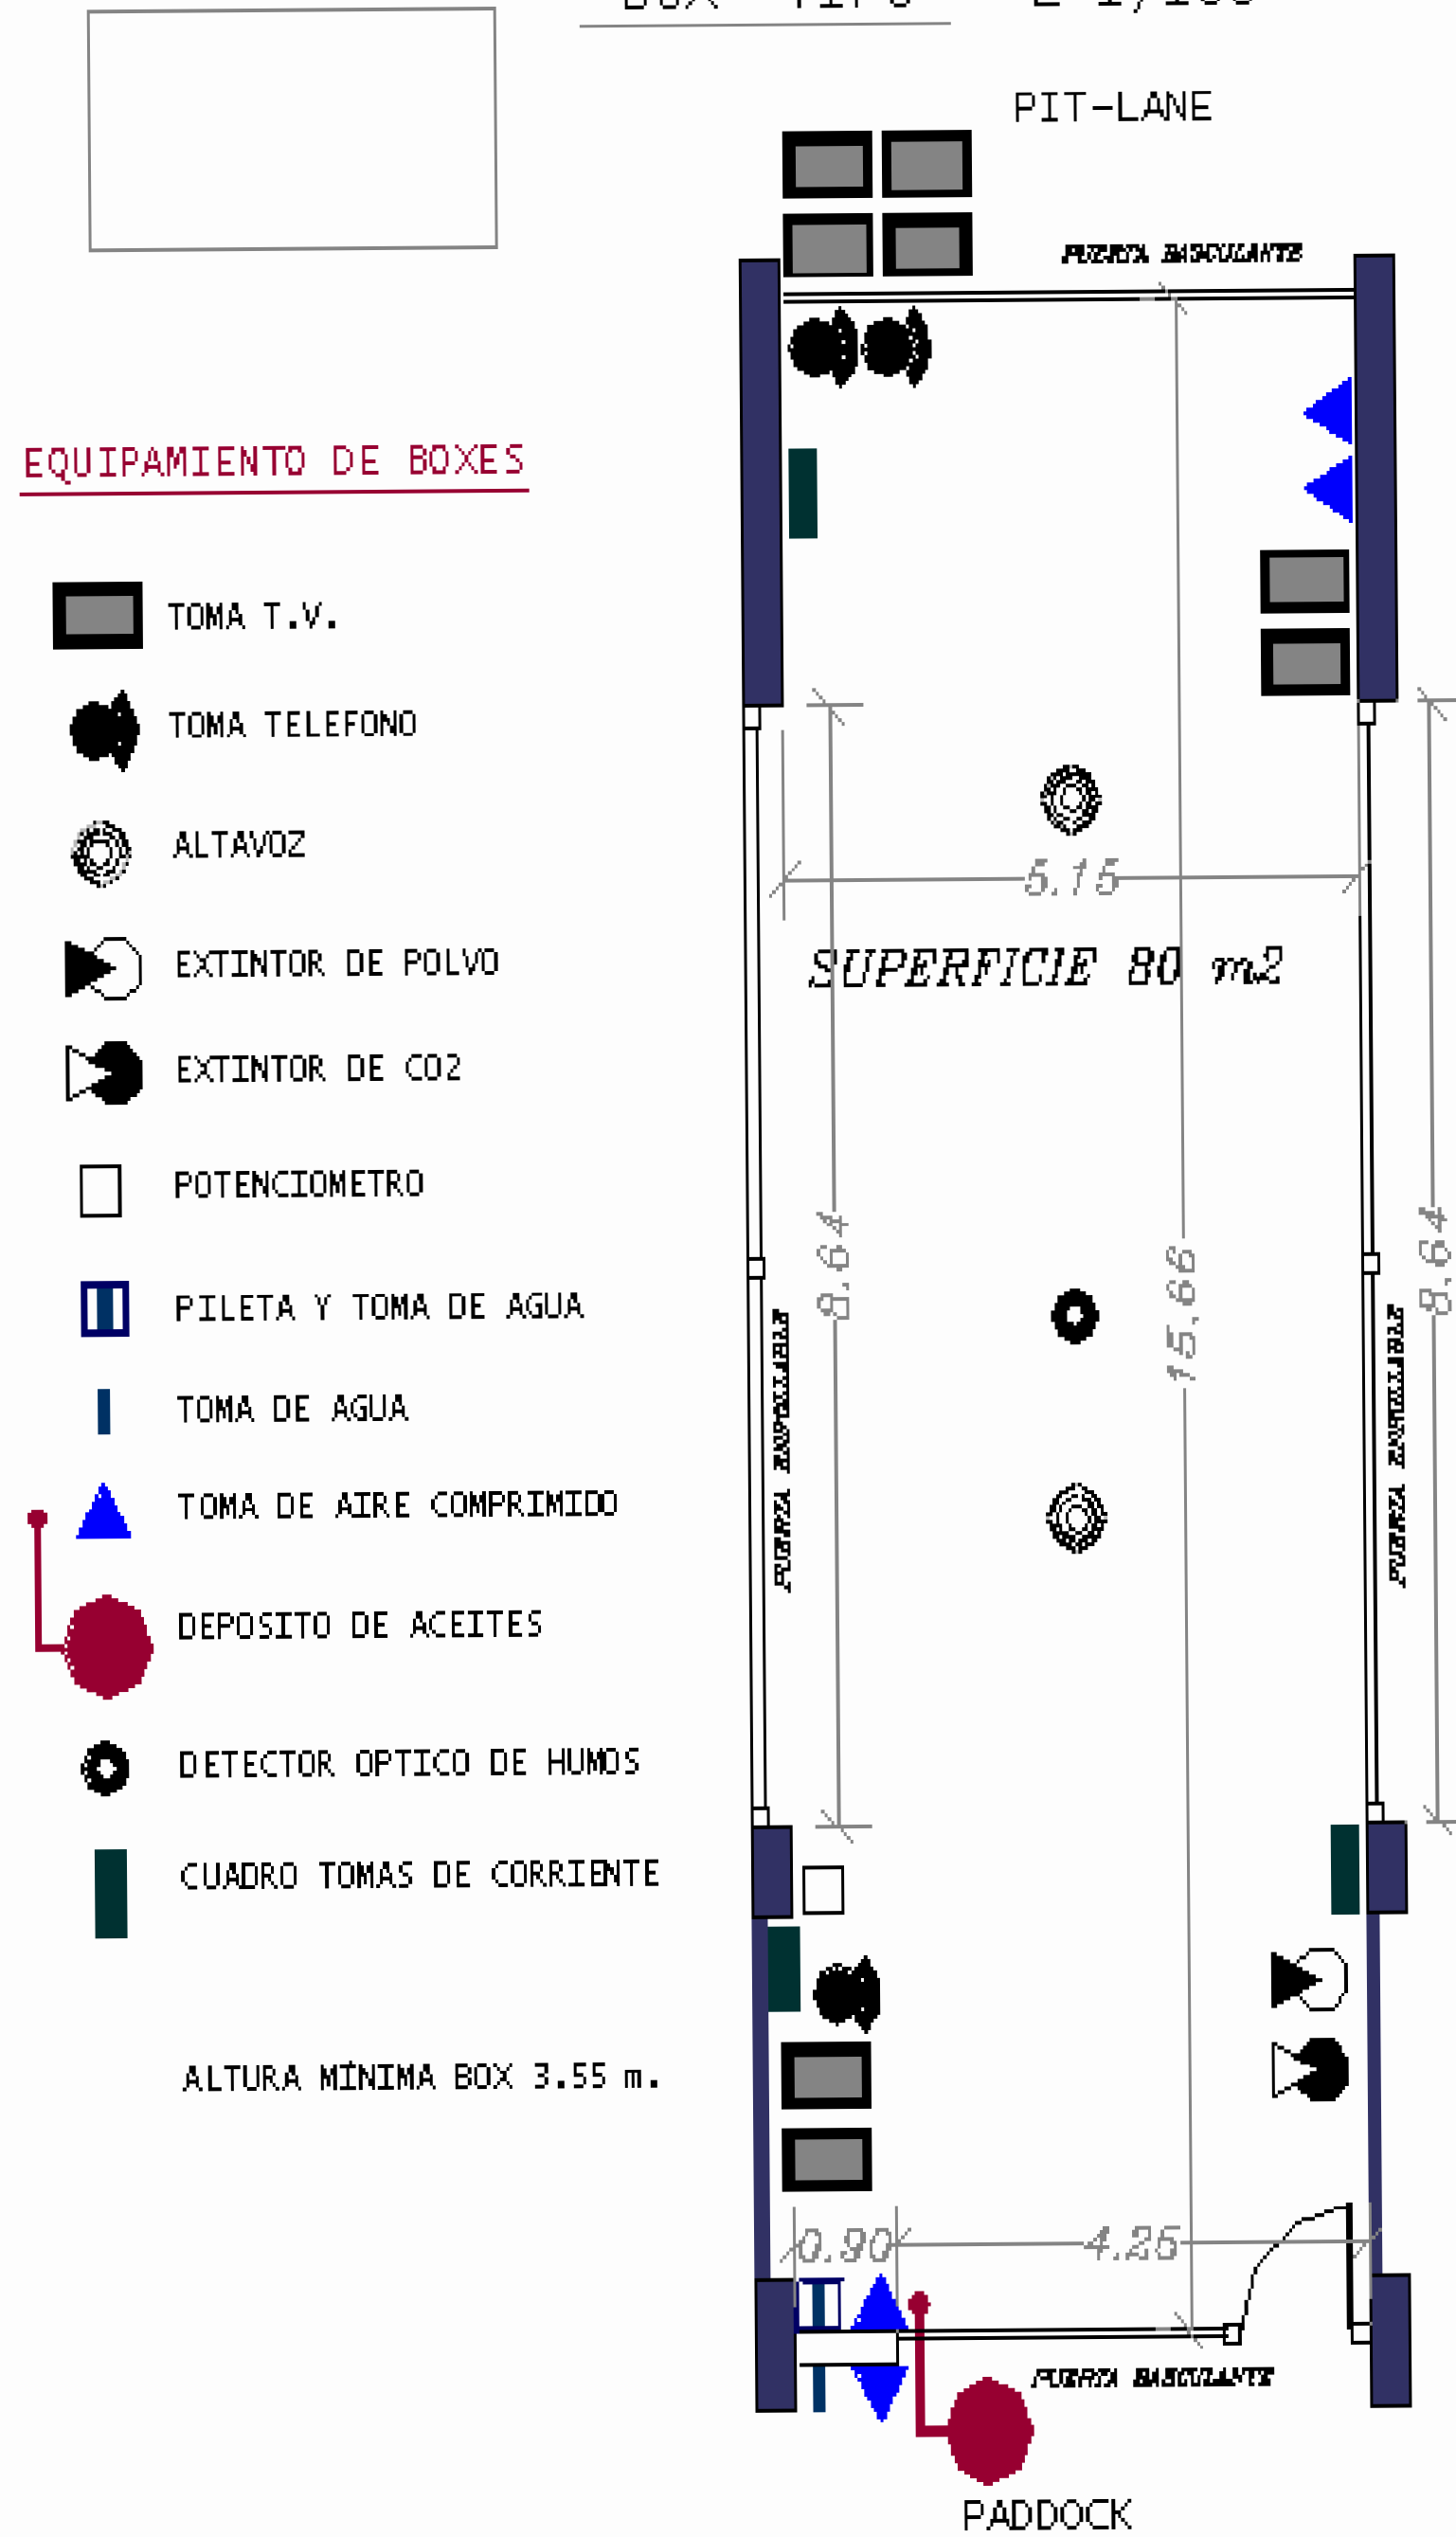 PIT-LANE
PUERTA BASCULANTE
EQUIPAMIENTO DE BOXES
TOMA T.V.
TOMA TELEFONO
ALTAVOZ
5.15
EXTINTOR DE POLVO
SUPERFICIE 80 m2
EXTINTOR DE CO2
POTENCIOMETRO
8.64
15.66
8.64
PILETA Y TOMA DE AGUA
PUERTA ENROLLABLE
PUERTA ENROLLABLE
TOMA DE AGUA
TOMA DE AIRE COMPRIMIDO
DEPOSITO DE ACEITES
DETECTOR OPTICO DE HUMOS
CUADRO TOMAS DE CORRIENTE
ALTURA MÍNIMA BOX 3.55 m.
0.90
4.25
PUERTA BASCULANTE
PADDOCK